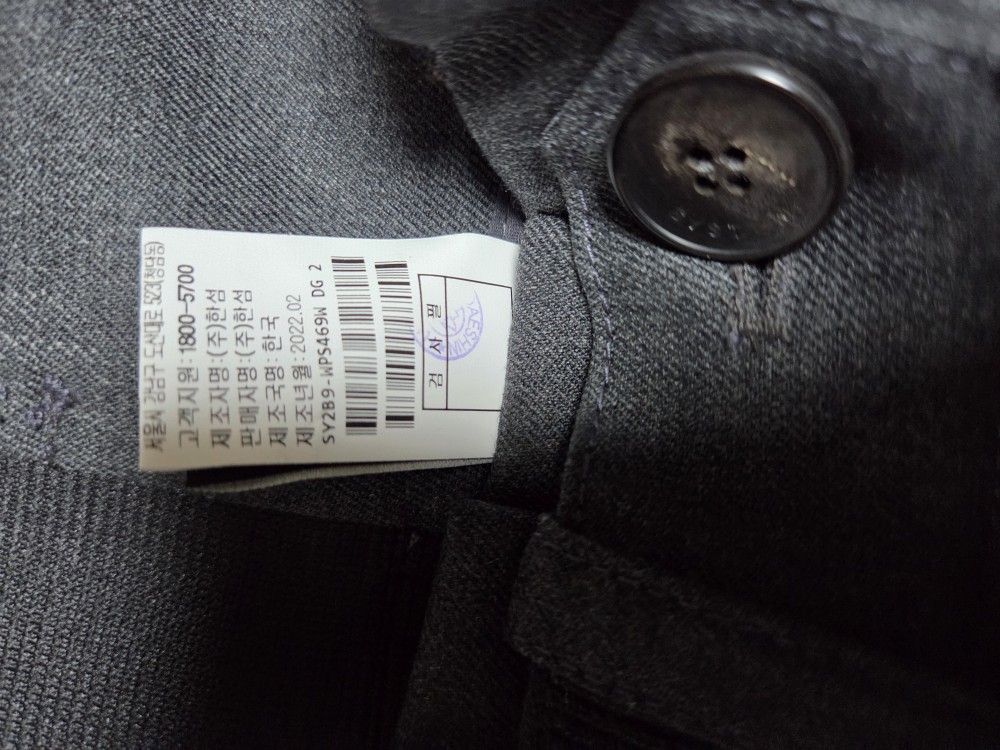 서울시 강남구 도산대로 523(청담동)
고객지원:1800-5700
제조자명:(주)한섬
판매자명:(주)한섬
제조국명:한국
제조년월:2022.02
SY2B9-WPS469W DG 2
검사필
TAESHIN